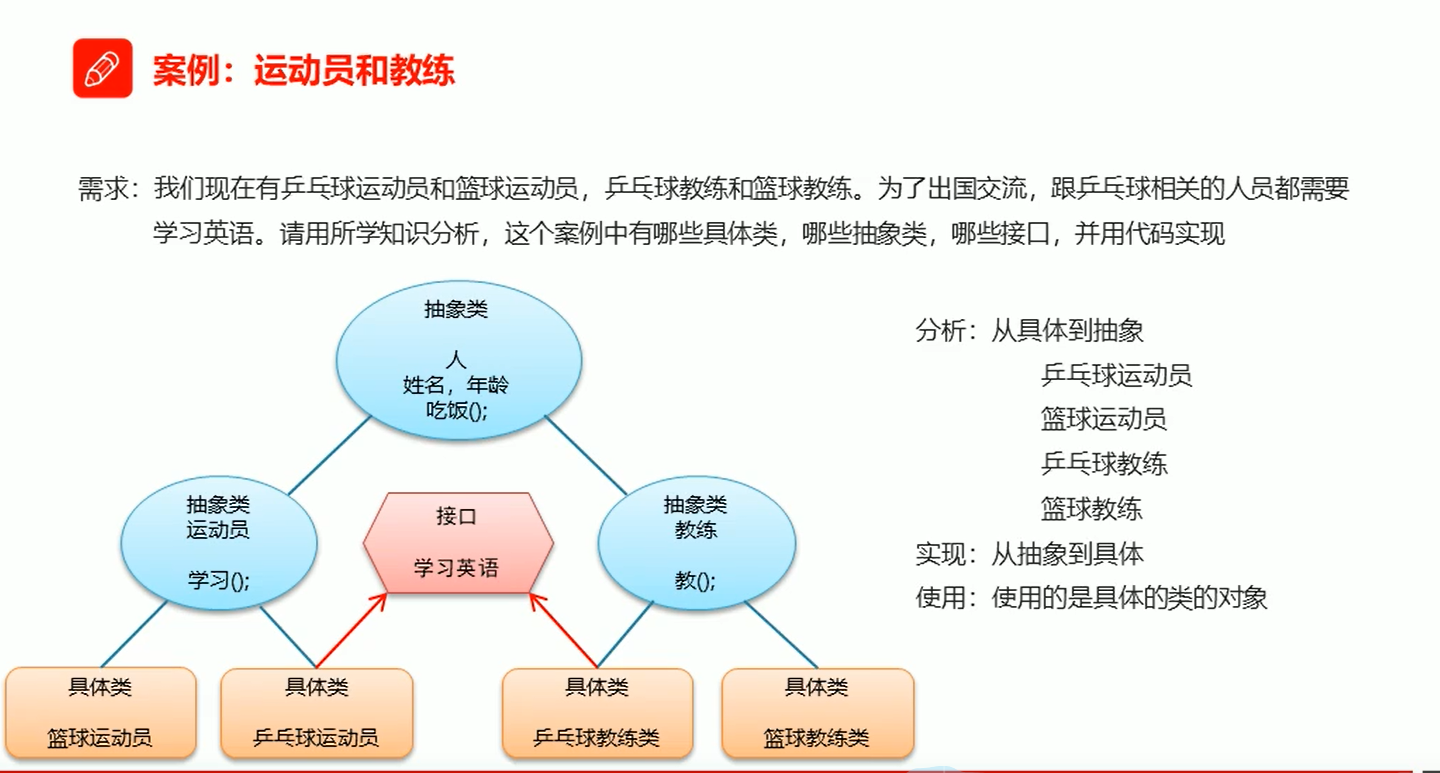 案例：运动员和教练
需求：我们现在有乒乓球运动员和篮球运动员，乒乓球教练和篮球教练。为了出国交流，跟乒乓球相关的人员都需要
学习英语。请用所学知识分析，这个案例中有哪些具体类，哪些抽象类，哪些接口，并用代码实现
抽象类
人
姓名，年龄
吃饭();
抽象类
运动员
学习();
接口
学习英语
抽象类
教练
教();
具体类
篮球运动员
具体类
乒乓球运动员
具体类
乒乓球教练类
具体类
篮球教练类
分析：从具体到抽象
乒乓球运动员
篮球运动员
乒乓球教练
篮球教练
实现：从抽象到具体
使用：使用的是具体的类的对象